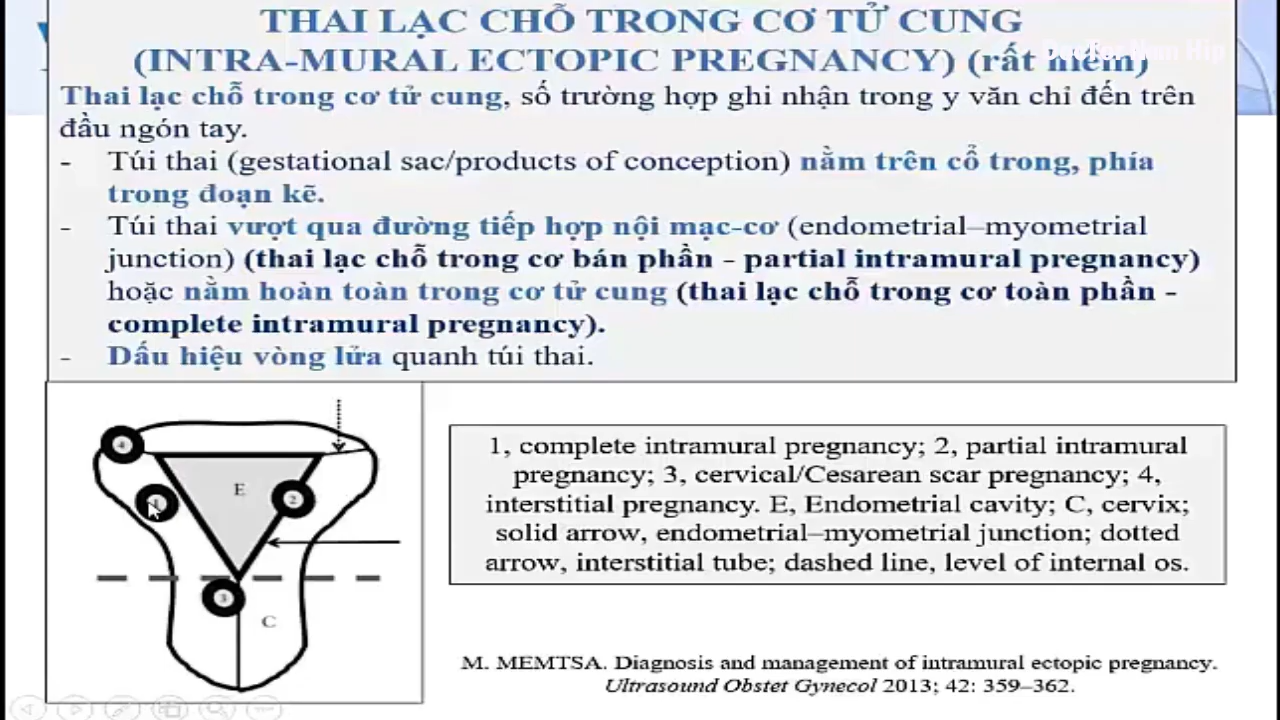 THAI LẠC CHỖ TRONG CƠ TỬ CUNG
(INTRA-MURAL ECTOPIC PREGNANCY) (rất hiếm)
Thai lạc chỗ trong cơ tử cung, số trường hợp ghi nhận trong y văn chỉ đến trên
đầu ngón tay.
- Túi thai (gestational sac/products of conception) nằm trên cổ trong, phía
trong đoạn kẽ.
- Túi thai vượt qua đường tiếp hợp nội mạc-cơ (endometrial–myometrial
junction) (thai lạc chỗ trong cơ bán phần - partial intramural pregnancy)
hoặc nằm hoàn toàn trong cơ tử cung (thai lạc chỗ trong cơ toàn phần -
complete intramural pregnancy).
- Dấu hiệu vòng lửa quanh túi thai.
4
E
1
2
3
C
1, complete intramural pregnancy; 2, partial intramural
pregnancy; 3, cervical/Cesarean scar pregnancy; 4,
interstitial pregnancy. E, Endometrial cavity; C, cervix;
solid arrow, endometrial–myometrial junction; dotted
arrow, interstitial tube; dashed line, level of internal os.
M. MEMTSA. Diagnosis and management of intramural ectopic pregnancy.
Ultrasound Obstet Gynecol 2013; 42: 359–362.